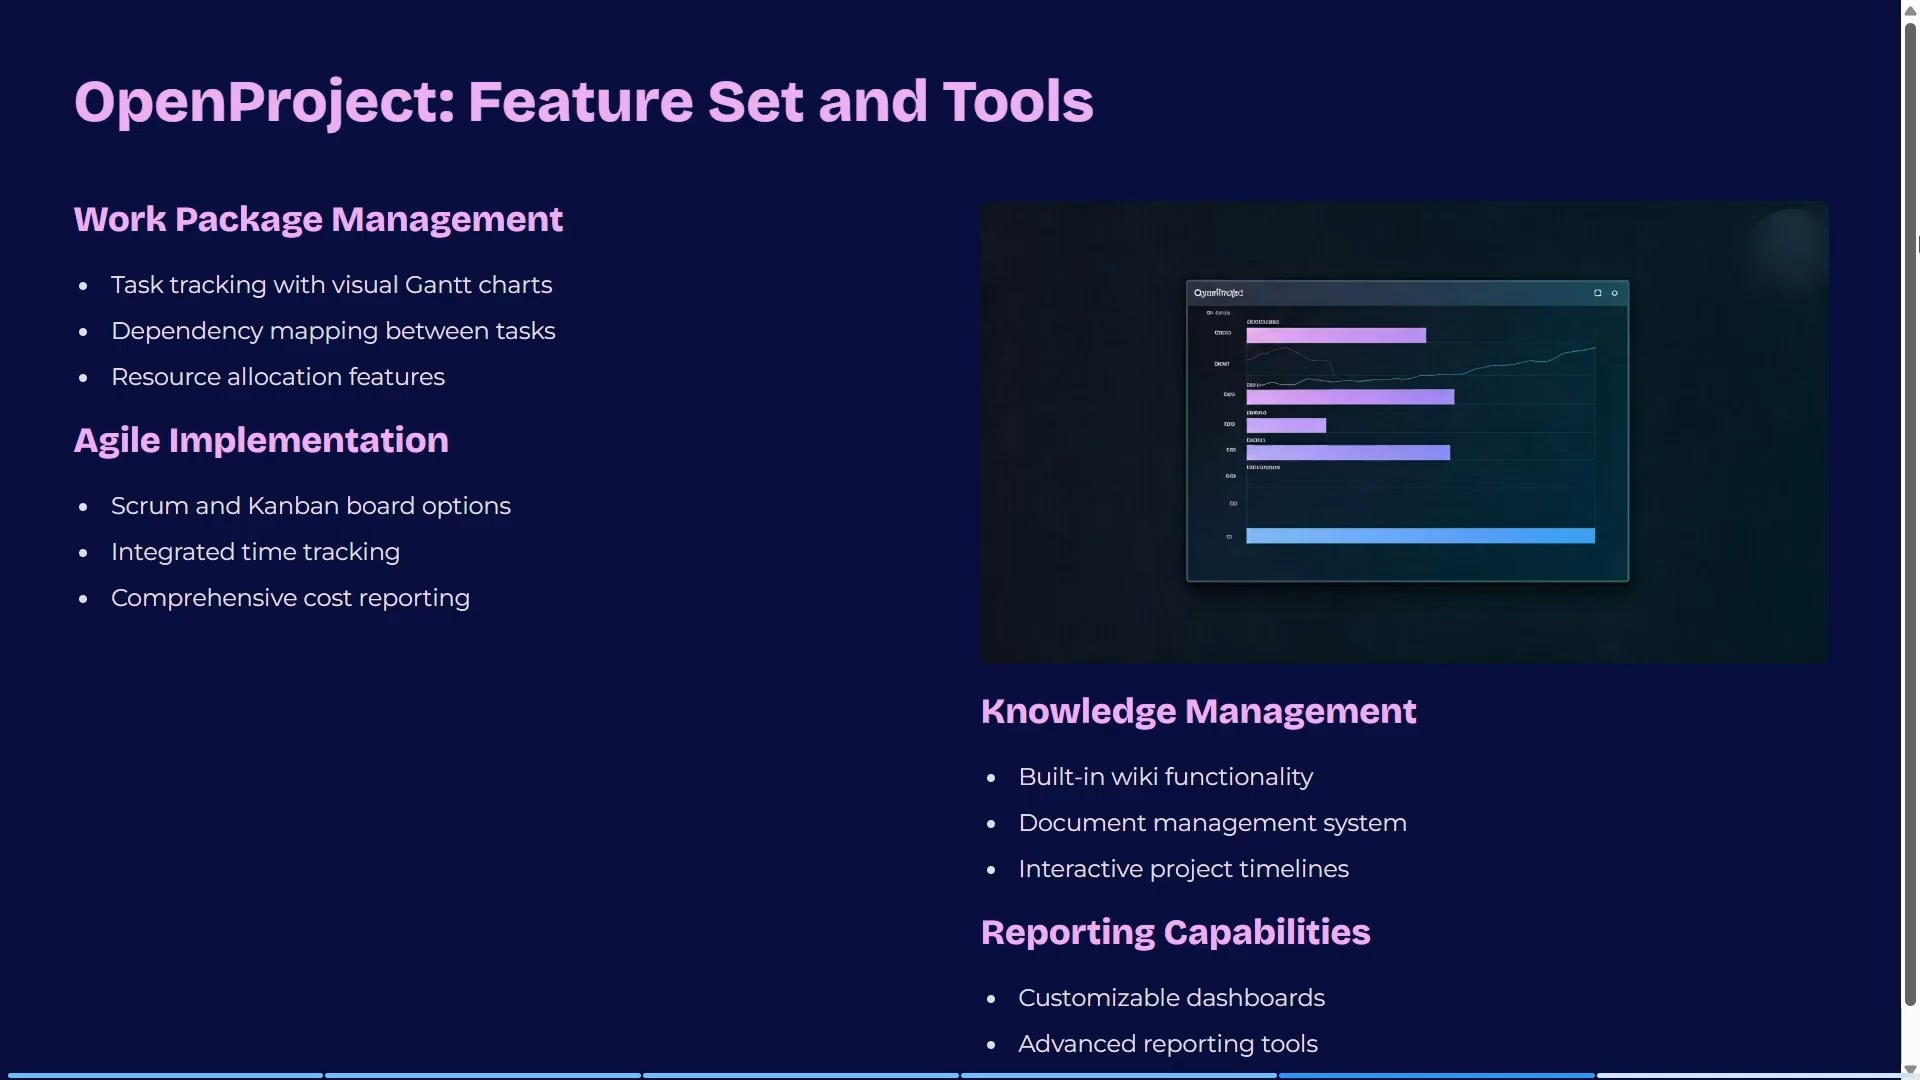 OpenProject: Feature Set and Tools
Work Package Management
Task tracking with visual Gantt charts
Dependency mapping between tasks
Resource allocation features
Agile Implementation
Scrum and Kanban board options
Integrated time tracking
Comprehensive cost reporting
Knowledge Management
Built-in wiki functionality
Document management system
Interactive project timelines
Reporting Capabilities
Customizable dashboards
Advanced reporting tools